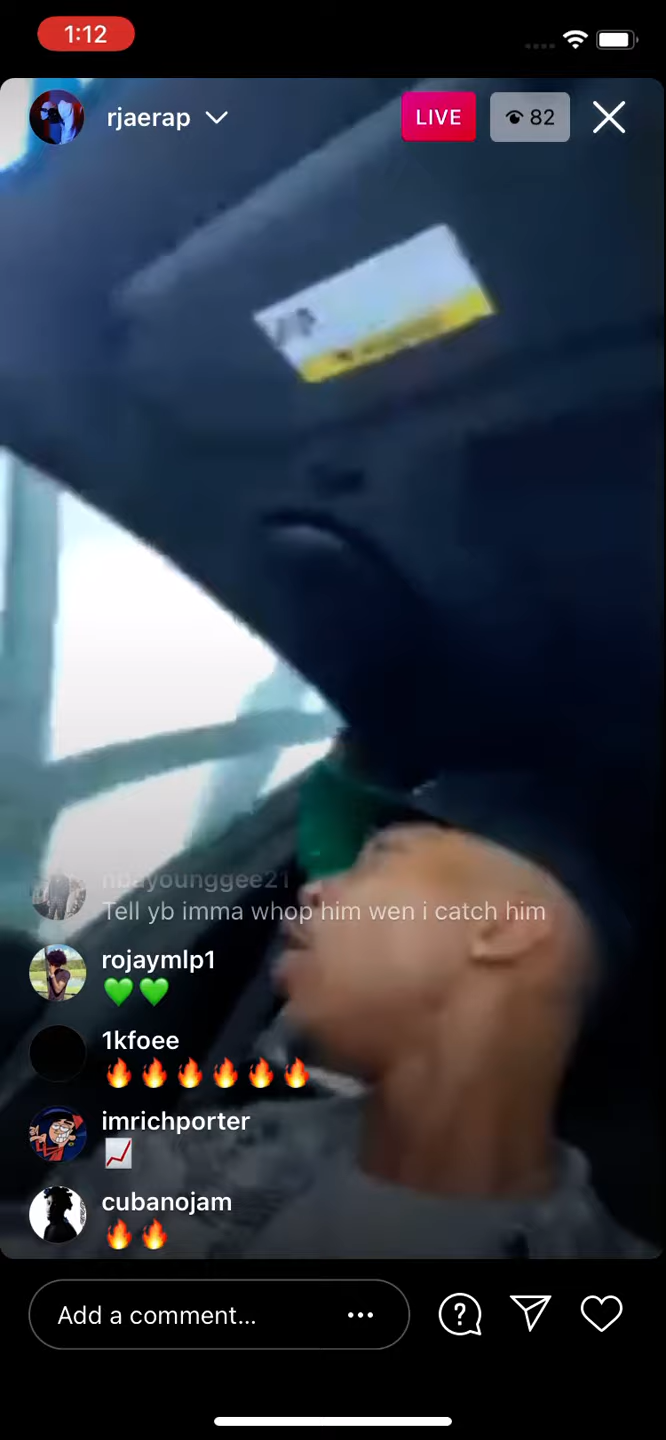 1:12
rjaerap
LIVE
82
nbayounggee21
Tell yb imma whop him wen i catch him
rojaymlp1
💚💚
1kfoee
🔥🔥🔥🔥🔥🔥
imrichporter
📈
cubanojam
🔥🔥
Add a comment...